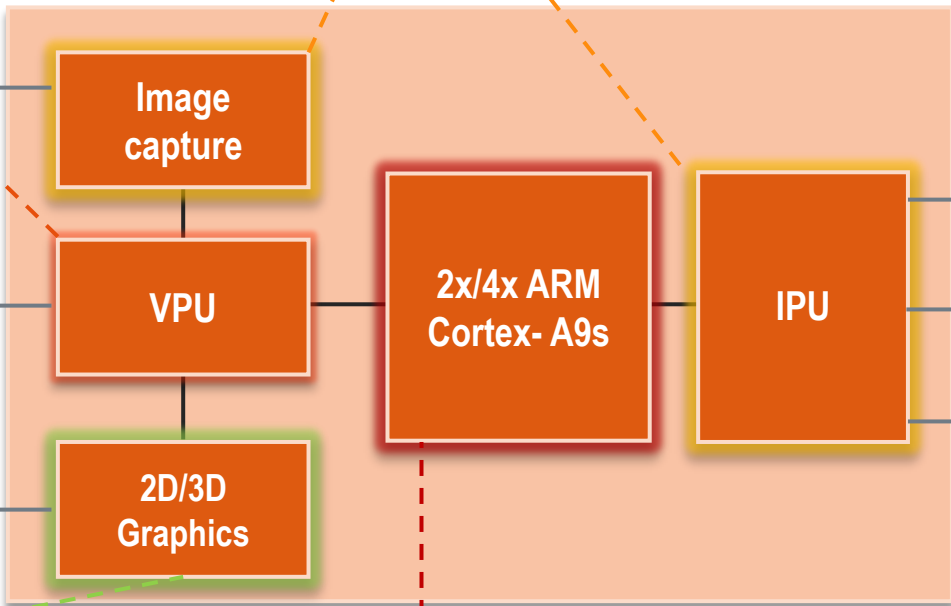 Image
capture
VPU
2D/3D
Graphics
2x/4x ARM
Cortex- A9s
IPU